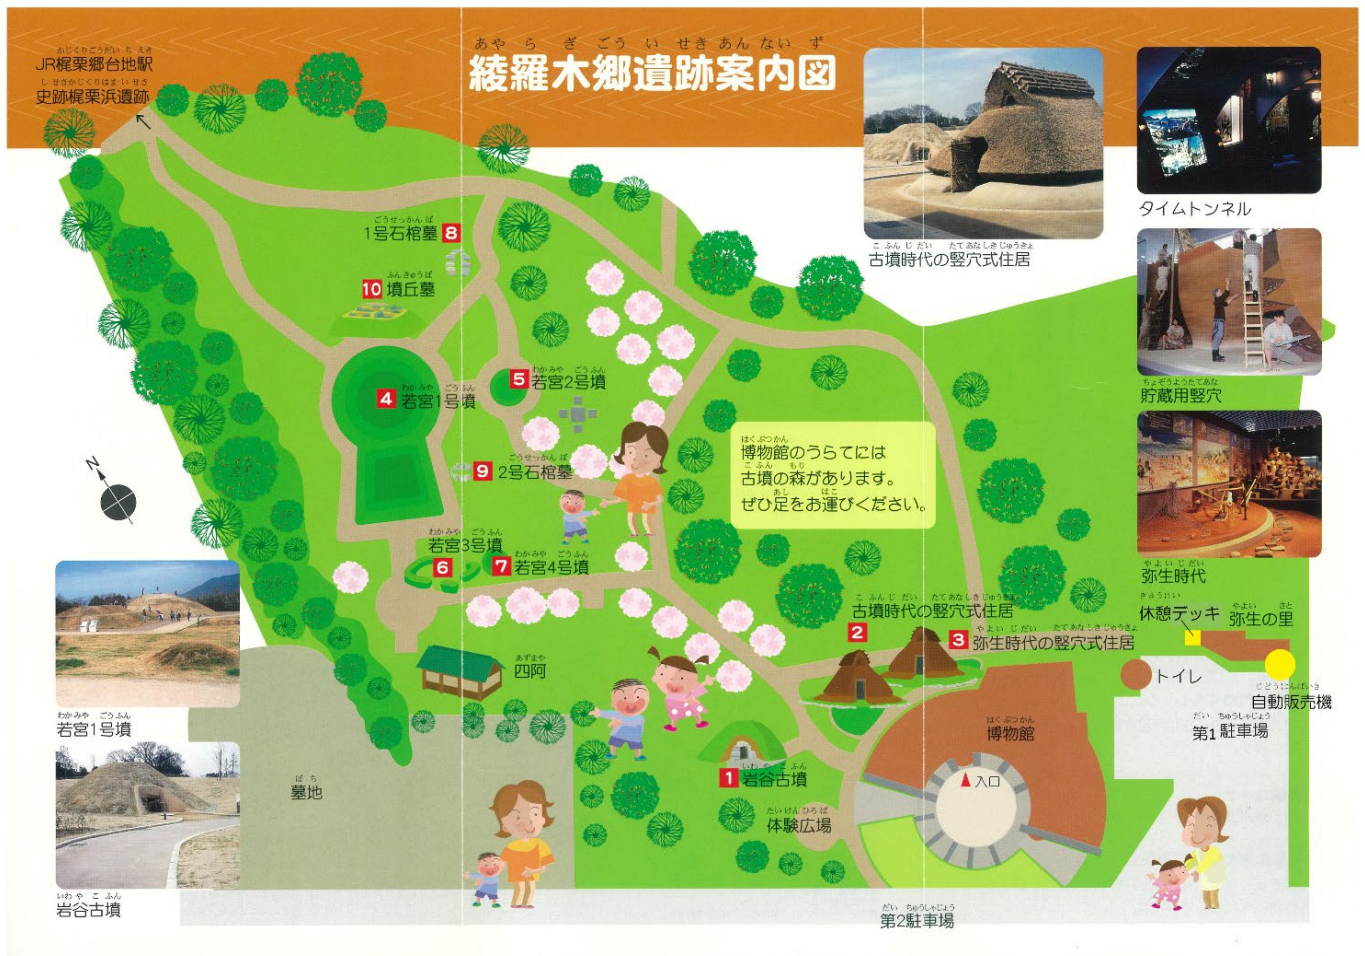 あやらぎごういせきあんないず
綾羅木郷遺跡案内図
かじくりごうだいちえき
JR梶栗郷台地駅
しせきかじくりはまいせき
史跡梶栗浜遺跡
こふんじだい たてあなしきじゅうきょ
古墳時代の竪穴式住居
タイムトンネル
ちょぞうようたてあな
貯蔵用竪穴
やよいじだい
弥生時代
ごうせっかんぼ
1号石棺墓 8
ふんきゅうぼ
10 墳丘墓
わかみや ごうふん
4 若宮1号墳
わかみや ごうふん
5 若宮2号墳
ごうせっかんぼ
9 2号石棺墓
わかみや ごうふん
若宮3号墳
6
わかみや ごうふん
7 若宮4号墳
はくぶつかん
博物館のうらてには
こふん もり
古墳の森があります。
あし はこ
ぜひ足をお運びください。
N
こふんじだい たてあなしきじゅうきょ
古墳時代の竪穴式住居
2
やよいじだい たてあなしきじゅうきょ
3 弥生時代の竪穴式住居
きゅうけい
休憩デッキ
やよい さと
弥生の里
トイレ
じどうはんばいき
自動販売機
だい ちゅうしゃじょう
第1駐車場
あずまや
四阿
はくぶつかん
博物館
入口
いわやこふん
1 岩谷古墳
たいけんひろば
体験広場
ぼち
墓地
わかみや ごうふん
若宮1号墳
いわやこふん
岩谷古墳
だい ちゅうしゃじょう
第2駐車場